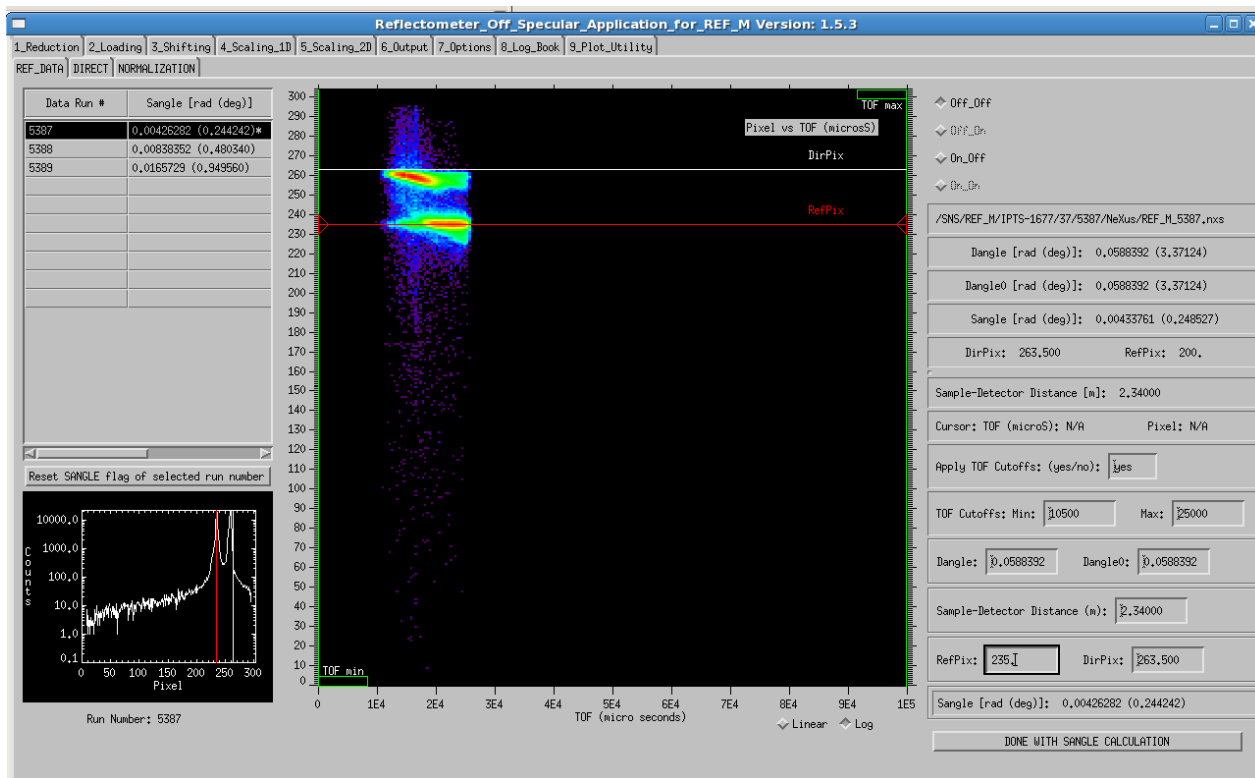 Reflectometer_Off_Specular_Application_for_REF_M Version: 1.5.3
1_Reduction 2_Loading 3_Shifting 4_Scaling_1D 5_Scaling_2D 6_Output 7_Options 8_Log_Book 9_Plot_Utility
REF_DATA DIRECT NORMALIZATION
Data Run # Sangle [rad (deg)]
5387 0.00426282 (0.244242)*
5388 0.00838352 (0.480340)
5389 0.0165729 (0.949560)
Reset SANGLE flag of selected run number
Counts
10000.0
1000.0
100.0
10.0
1.0
0.1
0 50 100 150 200 250 300
Pixel
Run Number: 5387
300
290
280
270
260
250
240
230
220
210
200
190
180
170
160
150
140
130
120
110
100
90
80
70
60
50
40
30
20
10
0
TOF max
Pixel vs TOF (microS)
DirPix
RefPix
TOF min
0 1E4 2E4 3E4 4E4 5E4 6E4 7E4 8E4 9E4 1E5
TOF (micro seconds)
Linear Log
Off_Off
Off_On
On_Off
On_On
/SNS/REF_M/IPTS-1677/37/5387/NeXus/REF_M_5387.nxs
Dangle [rad (deg)]: 0.0588392 (3.37124)
Dangle0 [rad (deg)]: 0.0588392 (3.37124)
Sangle [rad (deg)]: 0.00433761 (0.248527)
DirPix: 263.500 RefPix: 200.
Sample-Detector Distance [m]: 2.34000
Cursor: TOF (microS): N/A Pixel: N/A
Apply TOF Cutoffs: (yes/no): yes
TOF Cutoffs: Min: 10500 Max: 25000
Dangle: 0.0588392 Dangle0: 0.0588392
Sample-Detector Distance (m): 2.34000
RefPix: 235. DirPix: 263.500
Sangle [rad (deg)]: 0.00426282 (0.244242)
DONE WITH SANGLE CALCULATION